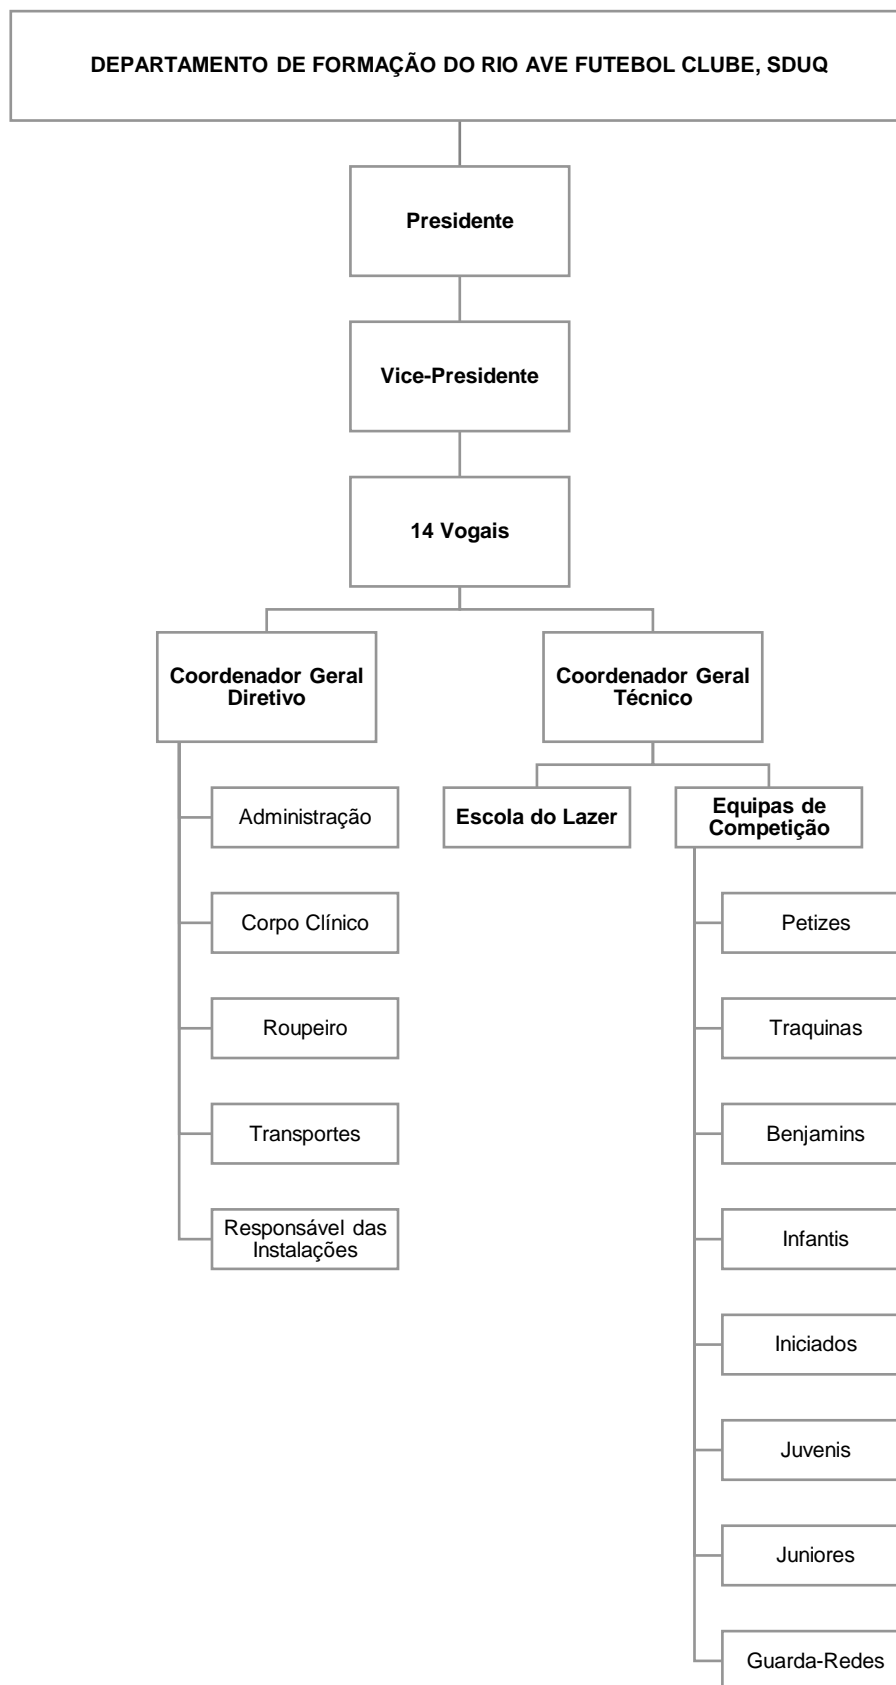 DEPARTAMENTO DE FORMAÇÃO DO RIO AVE FUTEBOL CLUBE, SDUQ
Presidente
Vice-Presidente
14 Vogais
Coordenador Geral
Diretivo
Coordenador Geral
Técnico
Administração
Corpo Clínico
Roupeiro
Transportes
Responsável das
Instalações
Escola do Lazer
Equipas de
Competição
Petizes
Traquinas
Benjamins
Infantis
Iniciados
Juvenis
Juniores
Guarda-Redes